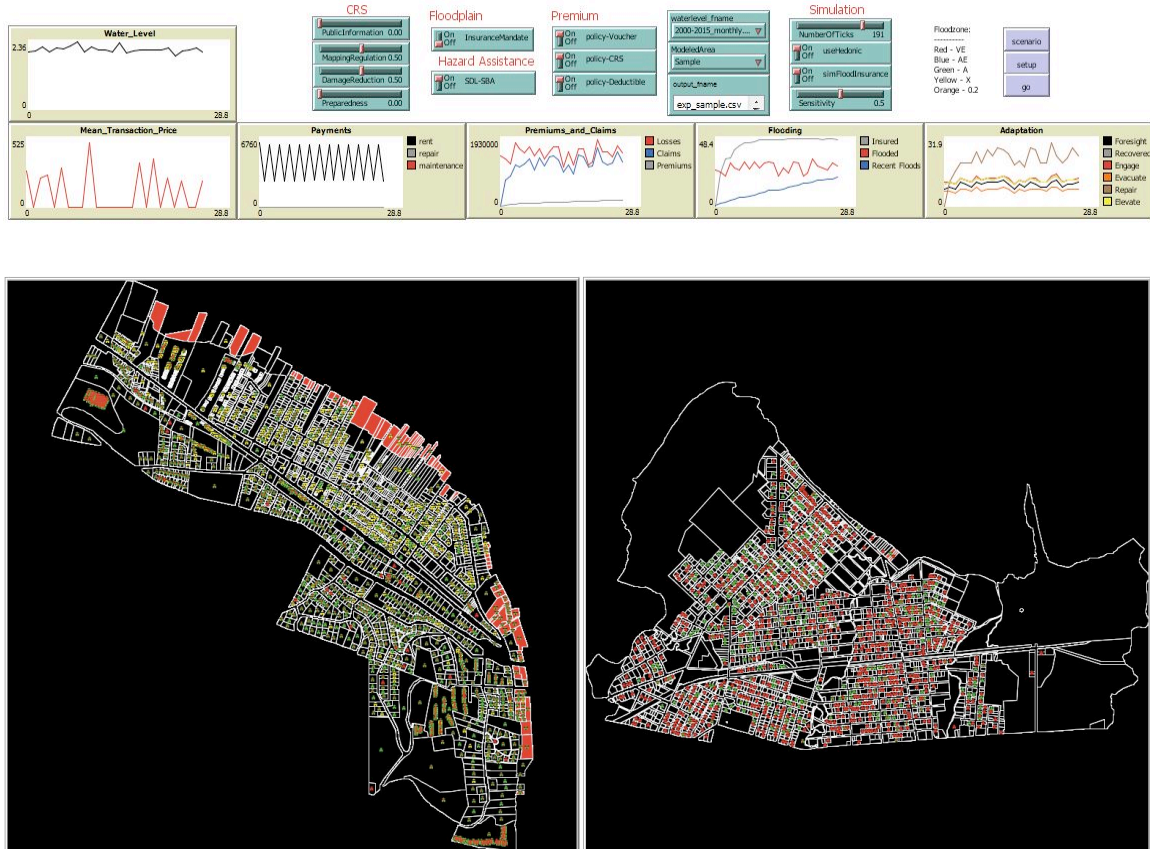 CRS
PublicInformation 0.00
MappingRegulation 0.50
DamageReduction 0.50
Preparedness 0.00
Floodplain
On
Off
InsuranceMandate
Hazard Assistance
On
Off
SDL-SBA
Premium
On
Off
policy-Voucher
On
Off
policy-CRS
On
Off
policy-Deductible
waterlevel_fname
2000-2015_monthly....
ModeledArea
Sample
output_fname
exp_sample.csv
Simulation
NumberOfTicks 191
On
Off
useHedonic
On
Off
simFloodInsurance
Sensitivity 0.5
Floodzone:
----------
Red - VE
Blue - AE
Green - A
Yellow - X
Orange - 0.2
scenario
setup
go
Water_Level
2.36
0
0 28.8
Mean_Transaction_Price
525
0
0 28.8
Payments
6760
0
0 28.8
rent
repair
maintenance
Premiums_and_Claims
1930000
0
0 28.8
Losses
Claims
Premiums
Flooding
48.4
0
0 28.8
Insured
Flooded
Recent Floods
Adaptation
31.9
0
0 28.8
Foresight
Recovered
Engage
Evacuate
Repair
Elevate